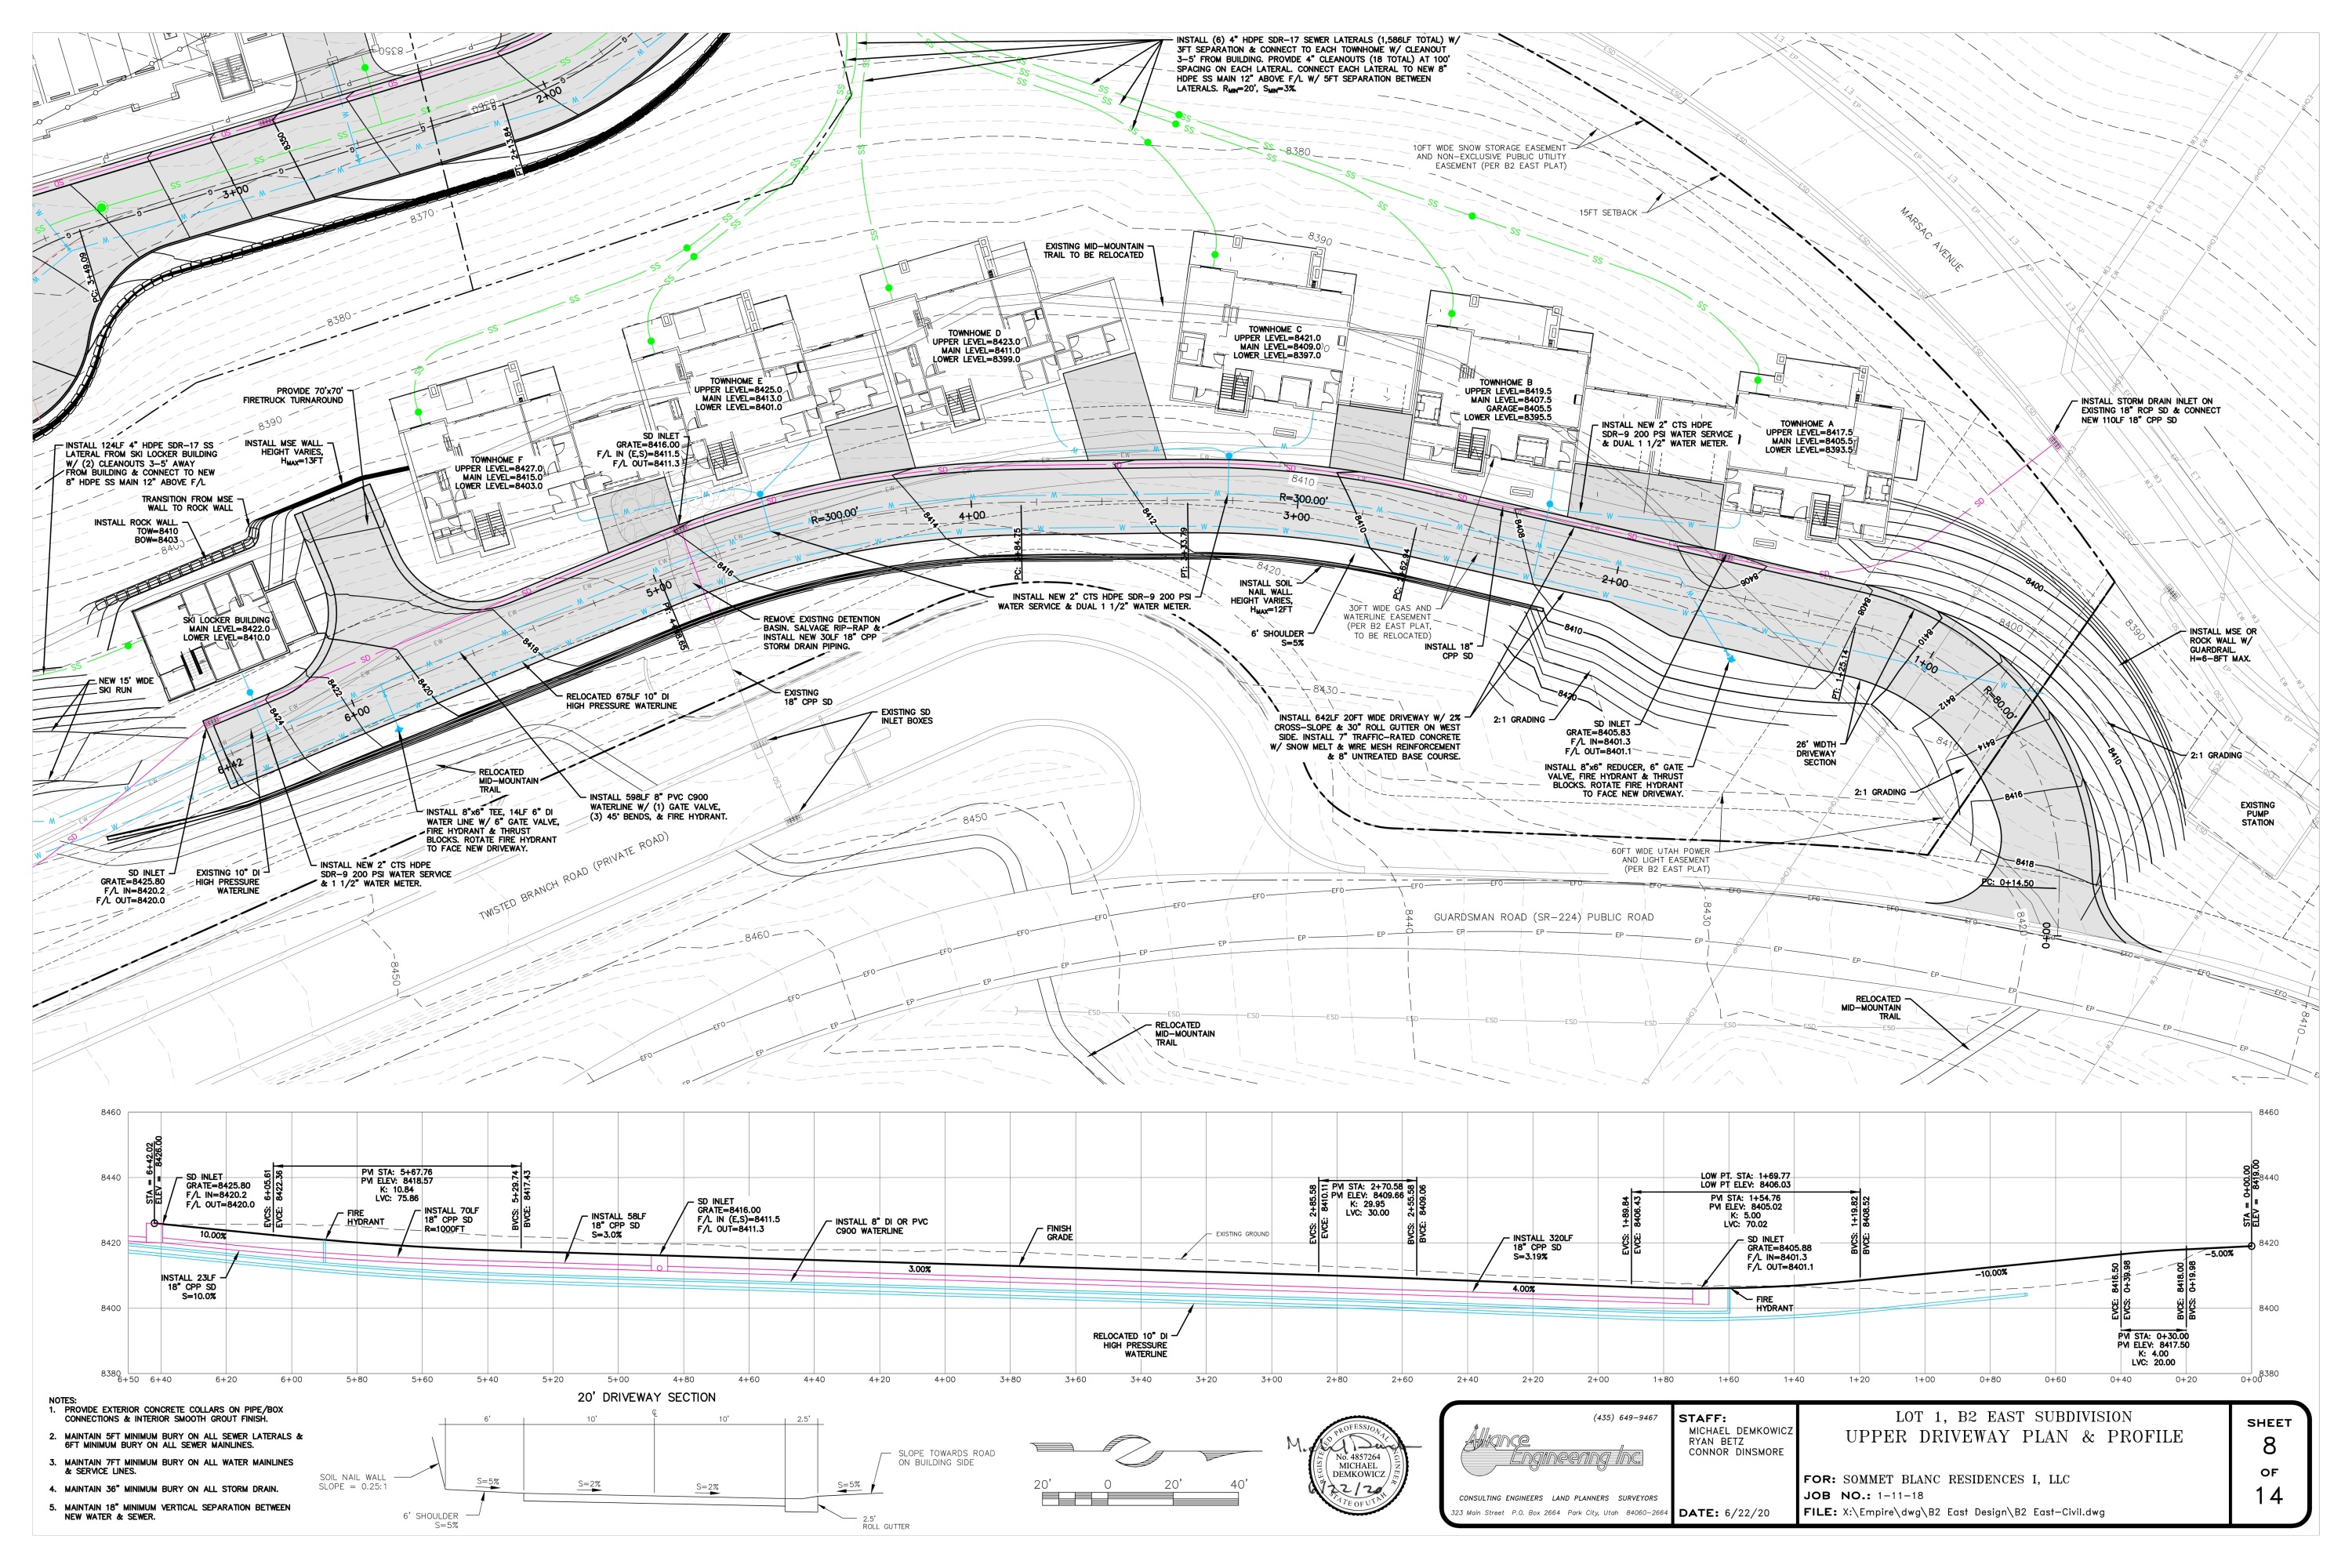 INSTALL (6) 4" HDPE SDR-17 SEWER LATERALS (1,586LF TOTAL) W/
3FT SEPARATION & CONNECT TO EACH TOWNHOME W/ CLEANOUT
3-5' FROM BUILDING. PROVIDE 4" CLEANOUTS (18 TOTAL) AT 100'
SPACING ON EACH LATERAL. CONNECT EACH LATERAL TO NEW 8"
HDPE SS MAIN 12" ABOVE F/L W/ 5FT SEPARATION BETWEEN
LATERALS. RMIN=20', SMIN=3%.
10FT WIDE SNOW STORAGE EASEMENT
AND NON-EXCLUSIVE PUBLIC UTILITY
EASEMENT (PER B2 EAST PLAT)
15FT SETBACK
MARSAC AVENUE
EXISTING MID-MOUNTAIN
TRAIL TO BE RELOCATED
8350
8360
2+00
PT: 2+13.84
3+00
PC: 3+49.09
8370
8380
8380
8390
8390
TOWNHOME D
UPPER LEVEL=8423.0
MAIN LEVEL=8411.0
LOWER LEVEL=8399.0
TOWNHOME C
UPPER LEVEL=8421.0
MAIN LEVEL=8409.0
LOWER LEVEL=8397.0
TOWNHOME E
UPPER LEVEL=8425.0
MAIN LEVEL=8413.0
LOWER LEVEL=8401.0
TOWNHOME B
UPPER LEVEL=8419.5
MAIN LEVEL=8407.5
GARAGE=8405.5
LOWER LEVEL=8395.5
TOWNHOME A
UPPER LEVEL=8417.5
MAIN LEVEL=8405.5
LOWER LEVEL=8393.5
TOWNHOME F
UPPER LEVEL=8427.0
MAIN LEVEL=8415.0
LOWER LEVEL=8403.0
PROVIDE 70'x70'
FIRETRUCK TURNAROUND
INSTALL MSE WALL.
HEIGHT VARIES,
HMAX=13FT
INSTALL 124LF 4" HDPE SDR-17 SS
LATERAL FROM SKI LOCKER BUILDING
W/ (2) CLEANOUTS 3-5' AWAY
FROM BUILDING & CONNECT TO NEW
8" HDPE SS MAIN 12" ABOVE F/L
TRANSITION FROM MSE
WALL TO ROCK WALL
INSTALL ROCK WALL.
TOW=8410
BOW=8403
SD INLET
GRATE=8416.00
F/L IN (E,S)=8411.5
F/L OUT=8411.3
INSTALL NEW 2" CTS HDPE
SDR-9 200 PSI WATER SERVICE
& DUAL 1 1/2" WATER METER.
INSTALL STORM DRAIN INLET ON
EXISTING 18" RCP SD & CONNECT
NEW 110LF 18" CPP SD
SKI LOCKER BUILDING
MAIN LEVEL=8422.0
LOWER LEVEL=8410.0
NEW 15' WIDE
SKI RUN
R=300.00'
4+00
R=300.00'
3+00
2+00
1+00
R=80.00'
5+00
6+00
6+42
0+00
PT: 2+33.79
PC: 2+62.94
PT: 1+25.14
PC: 0+14.50
8424
8422
8420
8418
8416
8414
8412
8410
8408
8406
8408
8410
8412
8414
8416
8418
INSTALL NEW 2" CTS HDPE SDR-9 200 PSI
WATER SERVICE & DUAL 1 1/2" WATER METER.
REMOVE EXISTING DETENTION
BASIN. SALVAGE RIP-RAP &
INSTALL NEW 30LF 18" CPP
STORM DRAIN PIPING.
INSTALL SOIL
NAIL WALL.
HEIGHT VARIES,
HMAX=12FT
6' SHOULDER
S=5%
30FT WIDE GAS AND
WATERLINE EASEMENT
(PER B2 EAST PLAT,
TO BE RELOCATED)
INSTALL 18"
CPP SD
INSTALL MSE OR
ROCK WALL W/
GUARDRAIL.
H=6-8FT MAX.
RELOCATED 675LF 10" DI
HIGH PRESSURE WATERLINE
EXISTING
18" CPP SD
EXISTING SD
INLET BOXES
INSTALL 642LF 20FT WIDE DRIVEWAY W/ 2%
CROSS-SLOPE & 30" ROLL GUTTER ON WEST
SIDE. INSTALL 7" TRAFFIC-RATED CONCRETE
W/ SNOW MELT & WIRE MESH REINFORCEMENT
& 8" UNTREATED BASE COURSE.
2:1 GRADING
SD INLET
GRATE=8405.83
F/L IN=8401.3
F/L OUT=8401.1
INSTALL 8"x6" REDUCER, 6" GATE
VALVE, FIRE HYDRANT & THRUST
BLOCKS. ROTATE FIRE HYDRANT
TO FACE NEW DRIVEWAY.
26' WIDTH
DRIVEWAY
SECTION
2:1 GRADING
2:1 GRADING
EXISTING
PUMP
STATION
RELOCATED
MID-MOUNTAIN
TRAIL
INSTALL 598LF 8" PVC C900
WATERLINE W/ (1) GATE VALVE,
(3) 45° BENDS, & FIRE HYDRANT.
INSTALL 8"x6" TEE, 14LF 6" DI
WATER LINE W/ 6" GATE VALVE,
FIRE HYDRANT & THRUST
BLOCKS. ROTATE FIRE HYDRANT
TO FACE NEW DRIVEWAY.
INSTALL NEW 2" CTS HDPE
SDR-9 200 PSI WATER SERVICE
& 1 1/2" WATER METER.
EXISTING 10" DI
HIGH PRESSURE
WATERLINE
SD INLET
GRATE=8425.80
F/L IN=8420.2
F/L OUT=8420.0
TWISTED BRANCH ROAD (PRIVATE ROAD)
60FT WIDE UTAH POWER
AND LIGHT EASEMENT
(PER B2 EAST PLAT)
GUARDSMAN ROAD (SR-224) PUBLIC ROAD
8420
8430
8450
8460
8450
8440
8430
8420
8410
8400
8390
8400
8410
RELOCATED
MID-MOUNTAIN
TRAIL
RELOCATED
MID-MOUNTAIN
TRAIL
8460
8440
8420
8400
8380
8460
8440
8420
8400
8380
STA = 6+42.02
ELEV = 8426.00
SD INLET
GRATE=8425.80
F/L IN=8420.2
F/L OUT=8420.0
10.00%
EVCS: 6+05.61
EVCE: 8422.36
PVI STA: 5+67.76
PVI ELEV: 8418.57
K: 10.84
LVC: 75.86
BVCS: 5+29.74
BVCE: 8417.43
FIRE
HYDRANT
INSTALL 70LF
18" CPP SD
R=1000FT
INSTALL 23LF
18" CPP SD
S=10.0%
INSTALL 58LF
18" CPP SD
S=3.0%
SD INLET
GRATE=8416.00
F/L IN (E,S)=8411.5
F/L OUT=8411.3
INSTALL 8" DI OR PVC
C900 WATERLINE
3.00%
FINISH
GRADE
EXISTING GROUND
RELOCATED 10" DI
HIGH PRESSURE
WATERLINE
EVCS: 2+85.58
EVCE: 8410.11
PVI STA: 2+70.58
PVI ELEV: 8409.66
K: 29.95
LVC: 30.00
BVCS: 2+55.58
BVCE: 8409.06
INSTALL 320LF
18" CPP SD
S=3.19%
4.00%
LOW PT. STA: 1+69.77
LOW PT ELEV: 8406.03
PVI STA: 1+54.76
PVI ELEV: 8405.02
K: 5.00
LVC: 70.02
EVCS: 1+89.84
EVCE: 8406.43
BVCS: 1+19.82
BVCE: 8408.52
SD INLET
GRATE=8405.88
F/L IN=8401.3
F/L OUT=8401.1
FIRE
HYDRANT
-10.00%
EVCE: 8416.50
EVCS: 0+39.98
BVCE: 8418.00
BVCS: 0+19.98
PVI STA: 0+30.00
PVI ELEV: 8417.50
K: 4.00
LVC: 20.00
-5.00%
STA = 0+00.00
ELEV = 8419.00
6+50 6+40 6+20 6+00 5+80 5+60 5+40 5+20 5+00 4+80 4+60 4+40 4+20 4+00 3+80 3+60 3+40 3+20 3+00 2+80 2+60 2+40 2+20 2+00 1+80 1+60 1+40 1+20 1+00 0+80 0+60 0+40 0+20 0+00
NOTES:
1. PROVIDE EXTERIOR CONCRETE COLLARS ON PIPE/BOX
CONNECTIONS & INTERIOR SMOOTH GROUT FINISH.
2. MAINTAIN 5FT MINIMUM BURY ON ALL SEWER LATERALS &
6FT MINIMUM BURY ON ALL SEWER MAINLINES.
3. MAINTAIN 7FT MINIMUM BURY ON ALL WATER MAINLINES
& SERVICE LINES.
4. MAINTAIN 36" MINIMUM BURY ON ALL STORM DRAIN.
5. MAINTAIN 18" MINIMUM VERTICAL SEPARATION BETWEEN
NEW WATER & SEWER.
20' DRIVEWAY SECTION
6' 10' 10' 2.5'
SOIL NAIL WALL
SLOPE = 0.25:1
S=5% S=2% S=2% S=5%
6' SHOULDER
S=5%
SLOPE TOWARDS ROAD
ON BUILDING SIDE
2.5'
ROLL GUTTER
20' 0 20' 40'
REGISTERED PROFESSIONAL ENGINEER
No. 4857264
MICHAEL
DEMKOWICZ
6/22/20
STATE OF UTAH
(435) 649-9467
Alliance
Engineering Inc.
CONSULTING ENGINEERS LAND PLANNERS SURVEYORS
323 Main Street P.O. Box 2664 Park City, Utah 84060-2664
STAFF:
MICHAEL DEMKOWICZ
RYAN BETZ
CONNOR DINSMORE
DATE: 6/22/20
LOT 1, B2 EAST SUBDIVISION
UPPER DRIVEWAY PLAN & PROFILE
FOR: SOMMET BLANC RESIDENCES I, LLC
JOB NO.: 1-11-18
FILE: X:\Empire\dwg\B2 East Design\B2 East-Civil.dwg
SHEET
8
OF
14